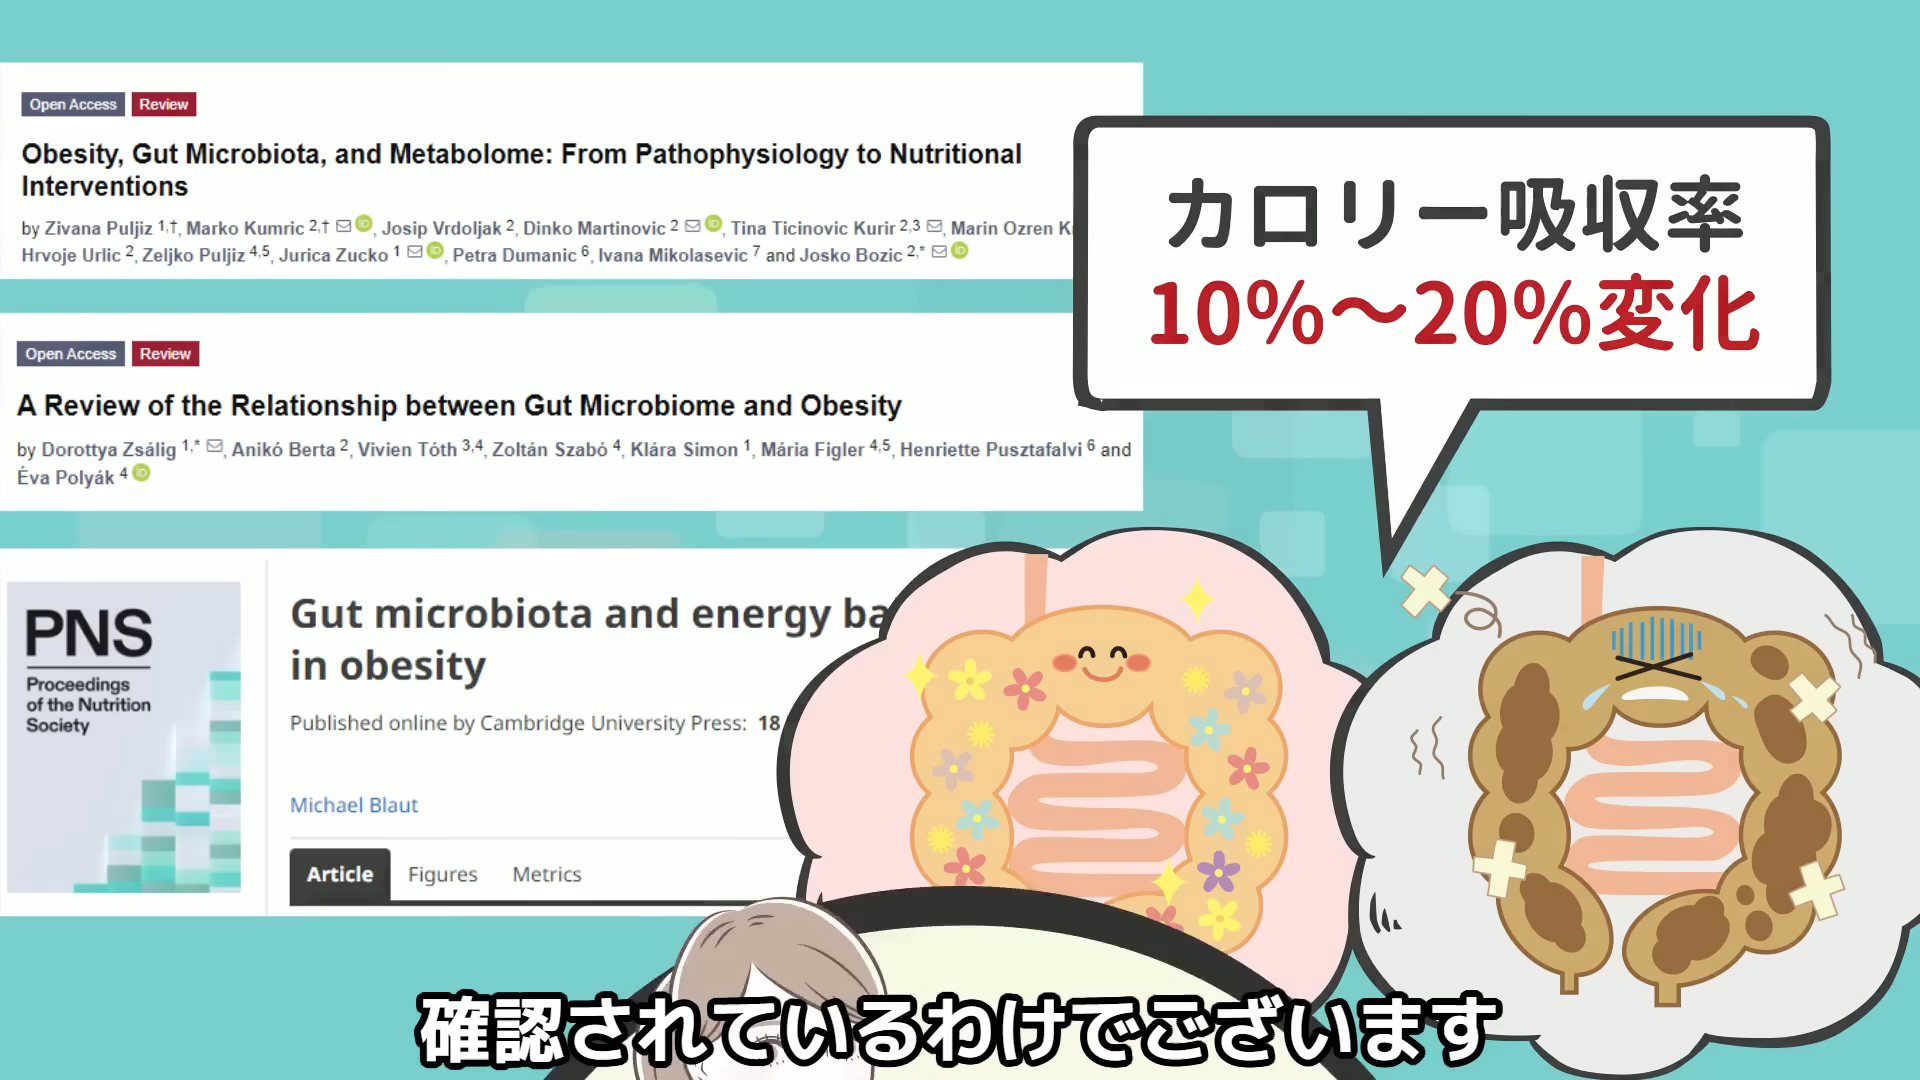 Open Access Review
Obesity, Gut Microbiota, and Metabolome: From Pathophysiology to Nutritional
Interventions
by Zivana Puljiz 1,†, Marko Kumric 2,† iD, Josip Vrdoljak 2, Dinko Martinovic 2 iD, Tina Ticinovic Kurir 2,3, Marin Ozren
Hrvoje Urlic 2, Zeljko Puljiz 4,5, Jurica Zucko 1 iD, Petra Dumanic 6, Ivana Mikolasevic 7 and Josko Bozic 2,* iD
カロリー吸収率
10%〜20%変化
Open Access Review
A Review of the Relationship between Gut Microbiome and Obesity
by Dorottya Zsálig 1,*, Anikó Berta 2, Vivien Tóth 3,4, Zoltán Szabó 4, Klára Simon 1, Mária Figler 4,5, Henriette Pusztafalvi 6 and
Éva Polyák 4 iD
PNS
Proceedings
of the Nutrition
Society
Gut microbiota and energy ba
in obesity
Published online by Cambridge University Press: 18
Michael Blaut
Article Figures Metrics
確認されているわけでございます